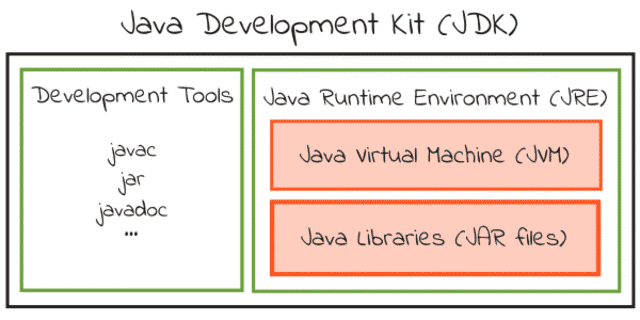 Java Development Kit (JDK)
Development Tools
javac
jar
javadoc
...
Java Runtime Environment (JRE)
Java Virtual Machine (JVM)
Java Libraries (JAR files)